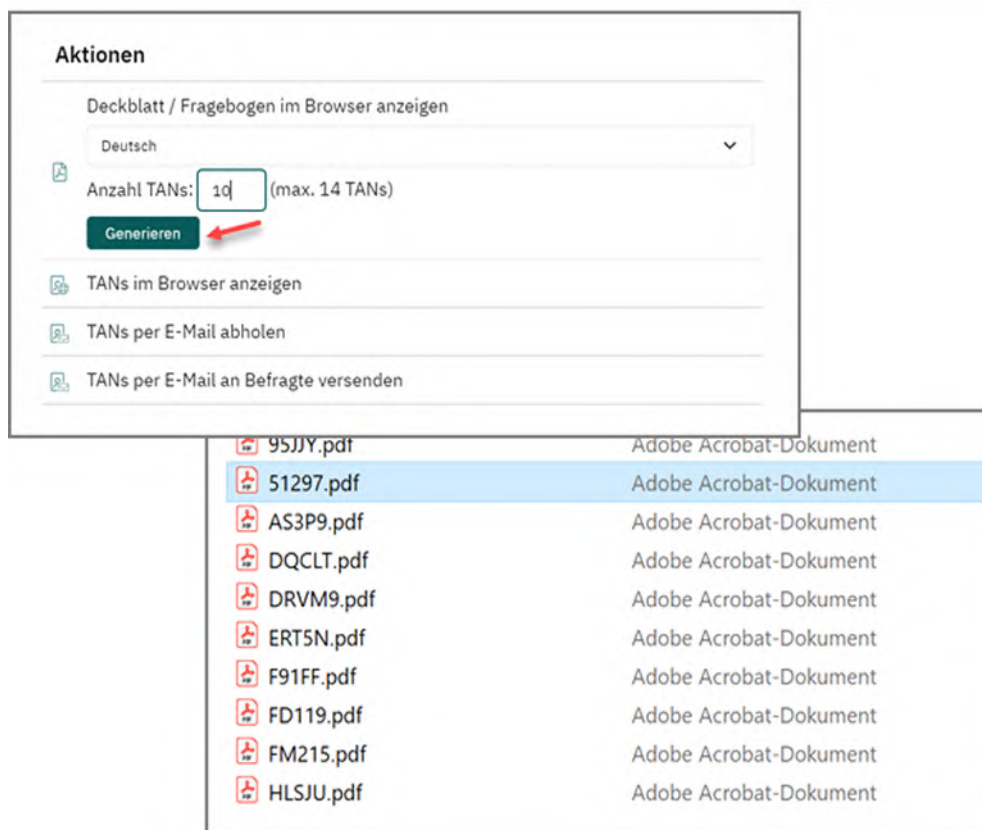 Aktionen
Deckblatt / Fragebogen im Browser anzeigen
Deutsch
Anzahl TANs: 10 (max. 14 TANs)
Generieren
TANs im Browser anzeigen
TANs per E-Mail abholen
TANs per E-Mail an Befragte versenden
95JJY.pdf Adobe Acrobat-Dokument
51297.pdf Adobe Acrobat-Dokument
AS3P9.pdf Adobe Acrobat-Dokument
DQCLT.pdf Adobe Acrobat-Dokument
DRVM9.pdf Adobe Acrobat-Dokument
ERT5N.pdf Adobe Acrobat-Dokument
F91FF.pdf Adobe Acrobat-Dokument
FD119.pdf Adobe Acrobat-Dokument
FM215.pdf Adobe Acrobat-Dokument
HLSJU.pdf Adobe Acrobat-Dokument